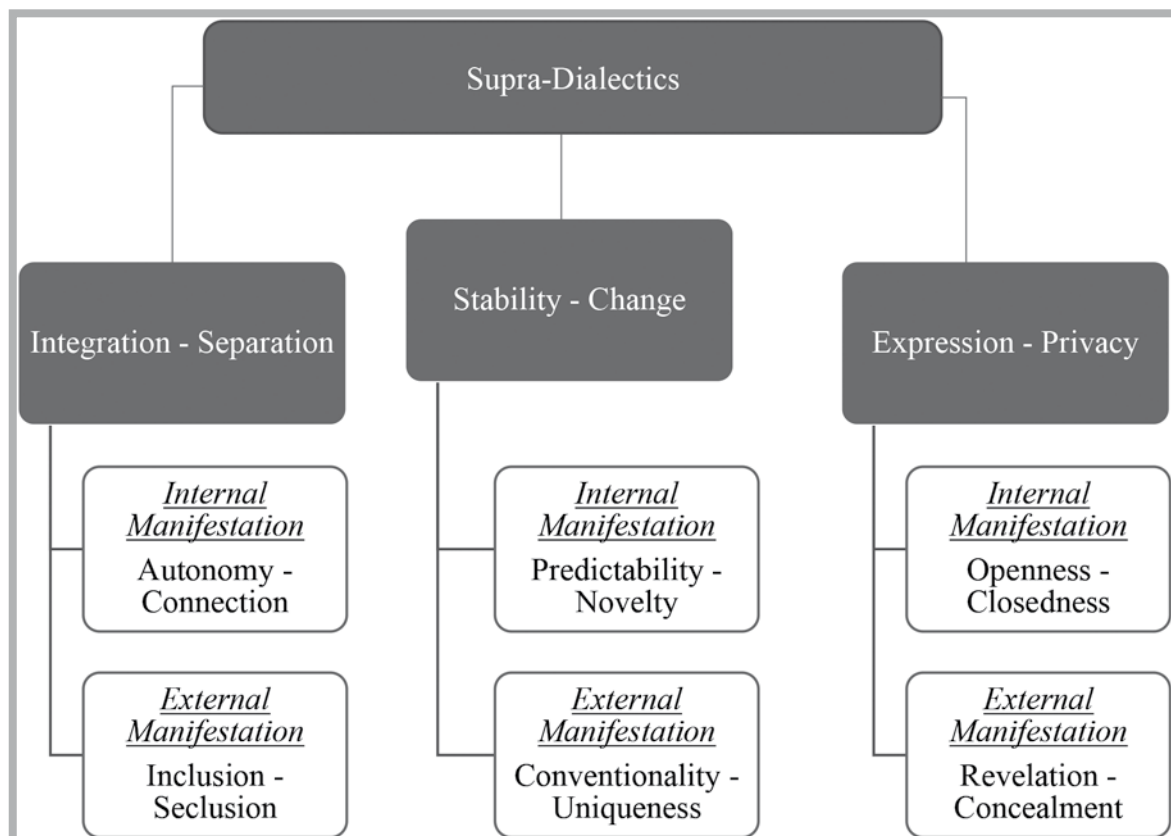 Supra-Dialectics
Integration - Separation
Stability - Change
Expression - Privacy
Internal
Manifestation
Autonomy -
Connection
External
Manifestation
Inclusion -
Seclusion
Internal
Manifestation
Predictability -
Novelty
External
Manifestation
Conventionality -
Uniqueness
Internal
Manifestation
Openness -
Closedness
External
Manifestation
Revelation -
Concealment